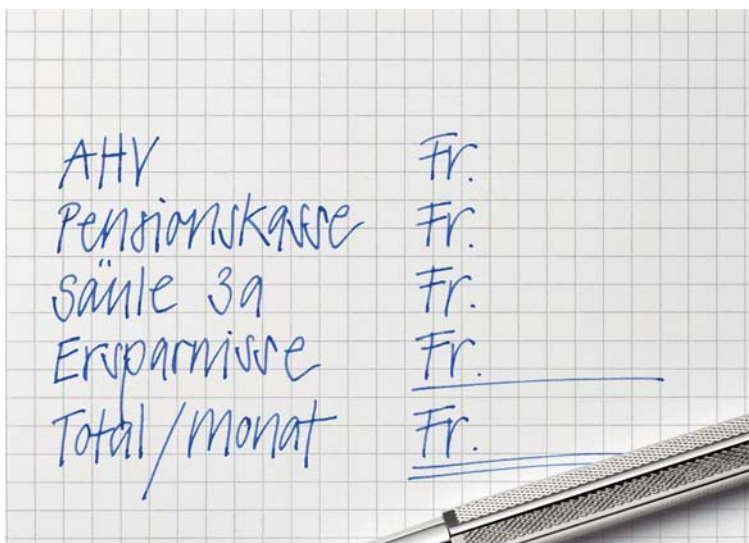 AHV Fr.
Pensionskasse Fr.
Säule 3a Fr.
Ersparnisse Fr.
Total/Monat Fr.